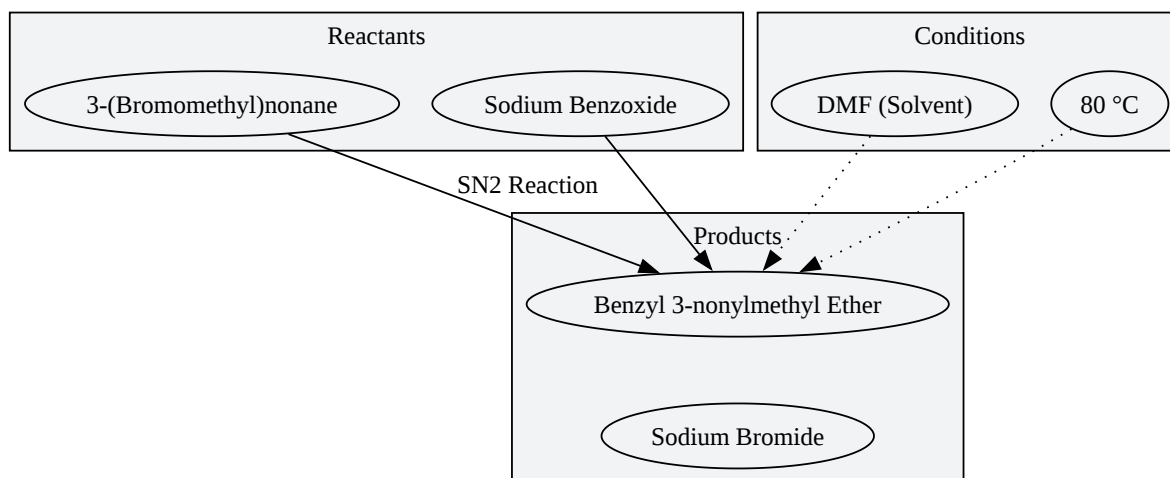 Reactants
Conditions
3-(Bromomethyl)nonane
Sodium Benzoxide
DMF (Solvent)
80 °C
SN2 Reaction
Products
Benzyl 3-nonylmethyl Ether
Sodium Bromide